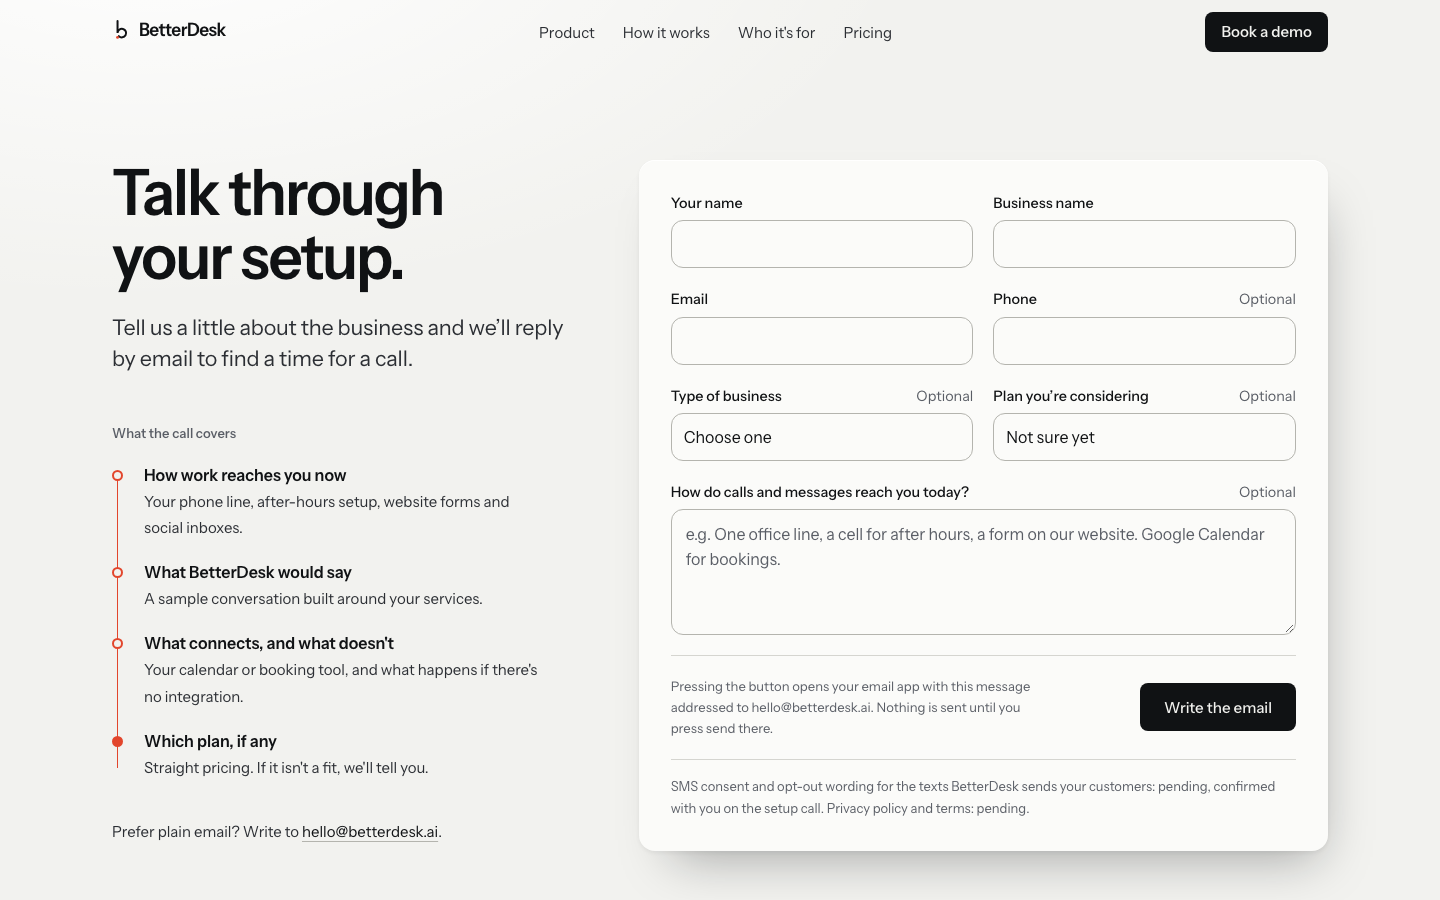 BetterDesk
Product
How it works
Who it's for
Pricing
Book a demo
Talk through
your setup.
Tell us a little about the business and we’ll reply
by email to find a time for a call.
What the call covers
How work reaches you now
Your phone line, after-hours setup, website forms and
social inboxes.
What BetterDesk would say
A sample conversation built around your services.
What connects, and what doesn't
Your calendar or booking tool, and what happens if there's
no integration.
Which plan, if any
Straight pricing. If it isn't a fit, we'll tell you.
Prefer plain email? Write to hello@betterdesk.ai.
Your name
Business name
Email
Phone
Optional
Type of business
Optional
Plan you’re considering
Optional
Choose one
Not sure yet
How do calls and messages reach you today?
Optional
e.g. One office line, a cell for after hours, a form on our website. Google Calendar
for bookings.
Pressing the button opens your email app with this message
addressed to hello@betterdesk.ai. Nothing is sent until you
press send there.
Write the email
SMS consent and opt-out wording for the texts BetterDesk sends your customers: pending, confirmed
with you on the setup call. Privacy policy and terms: pending.